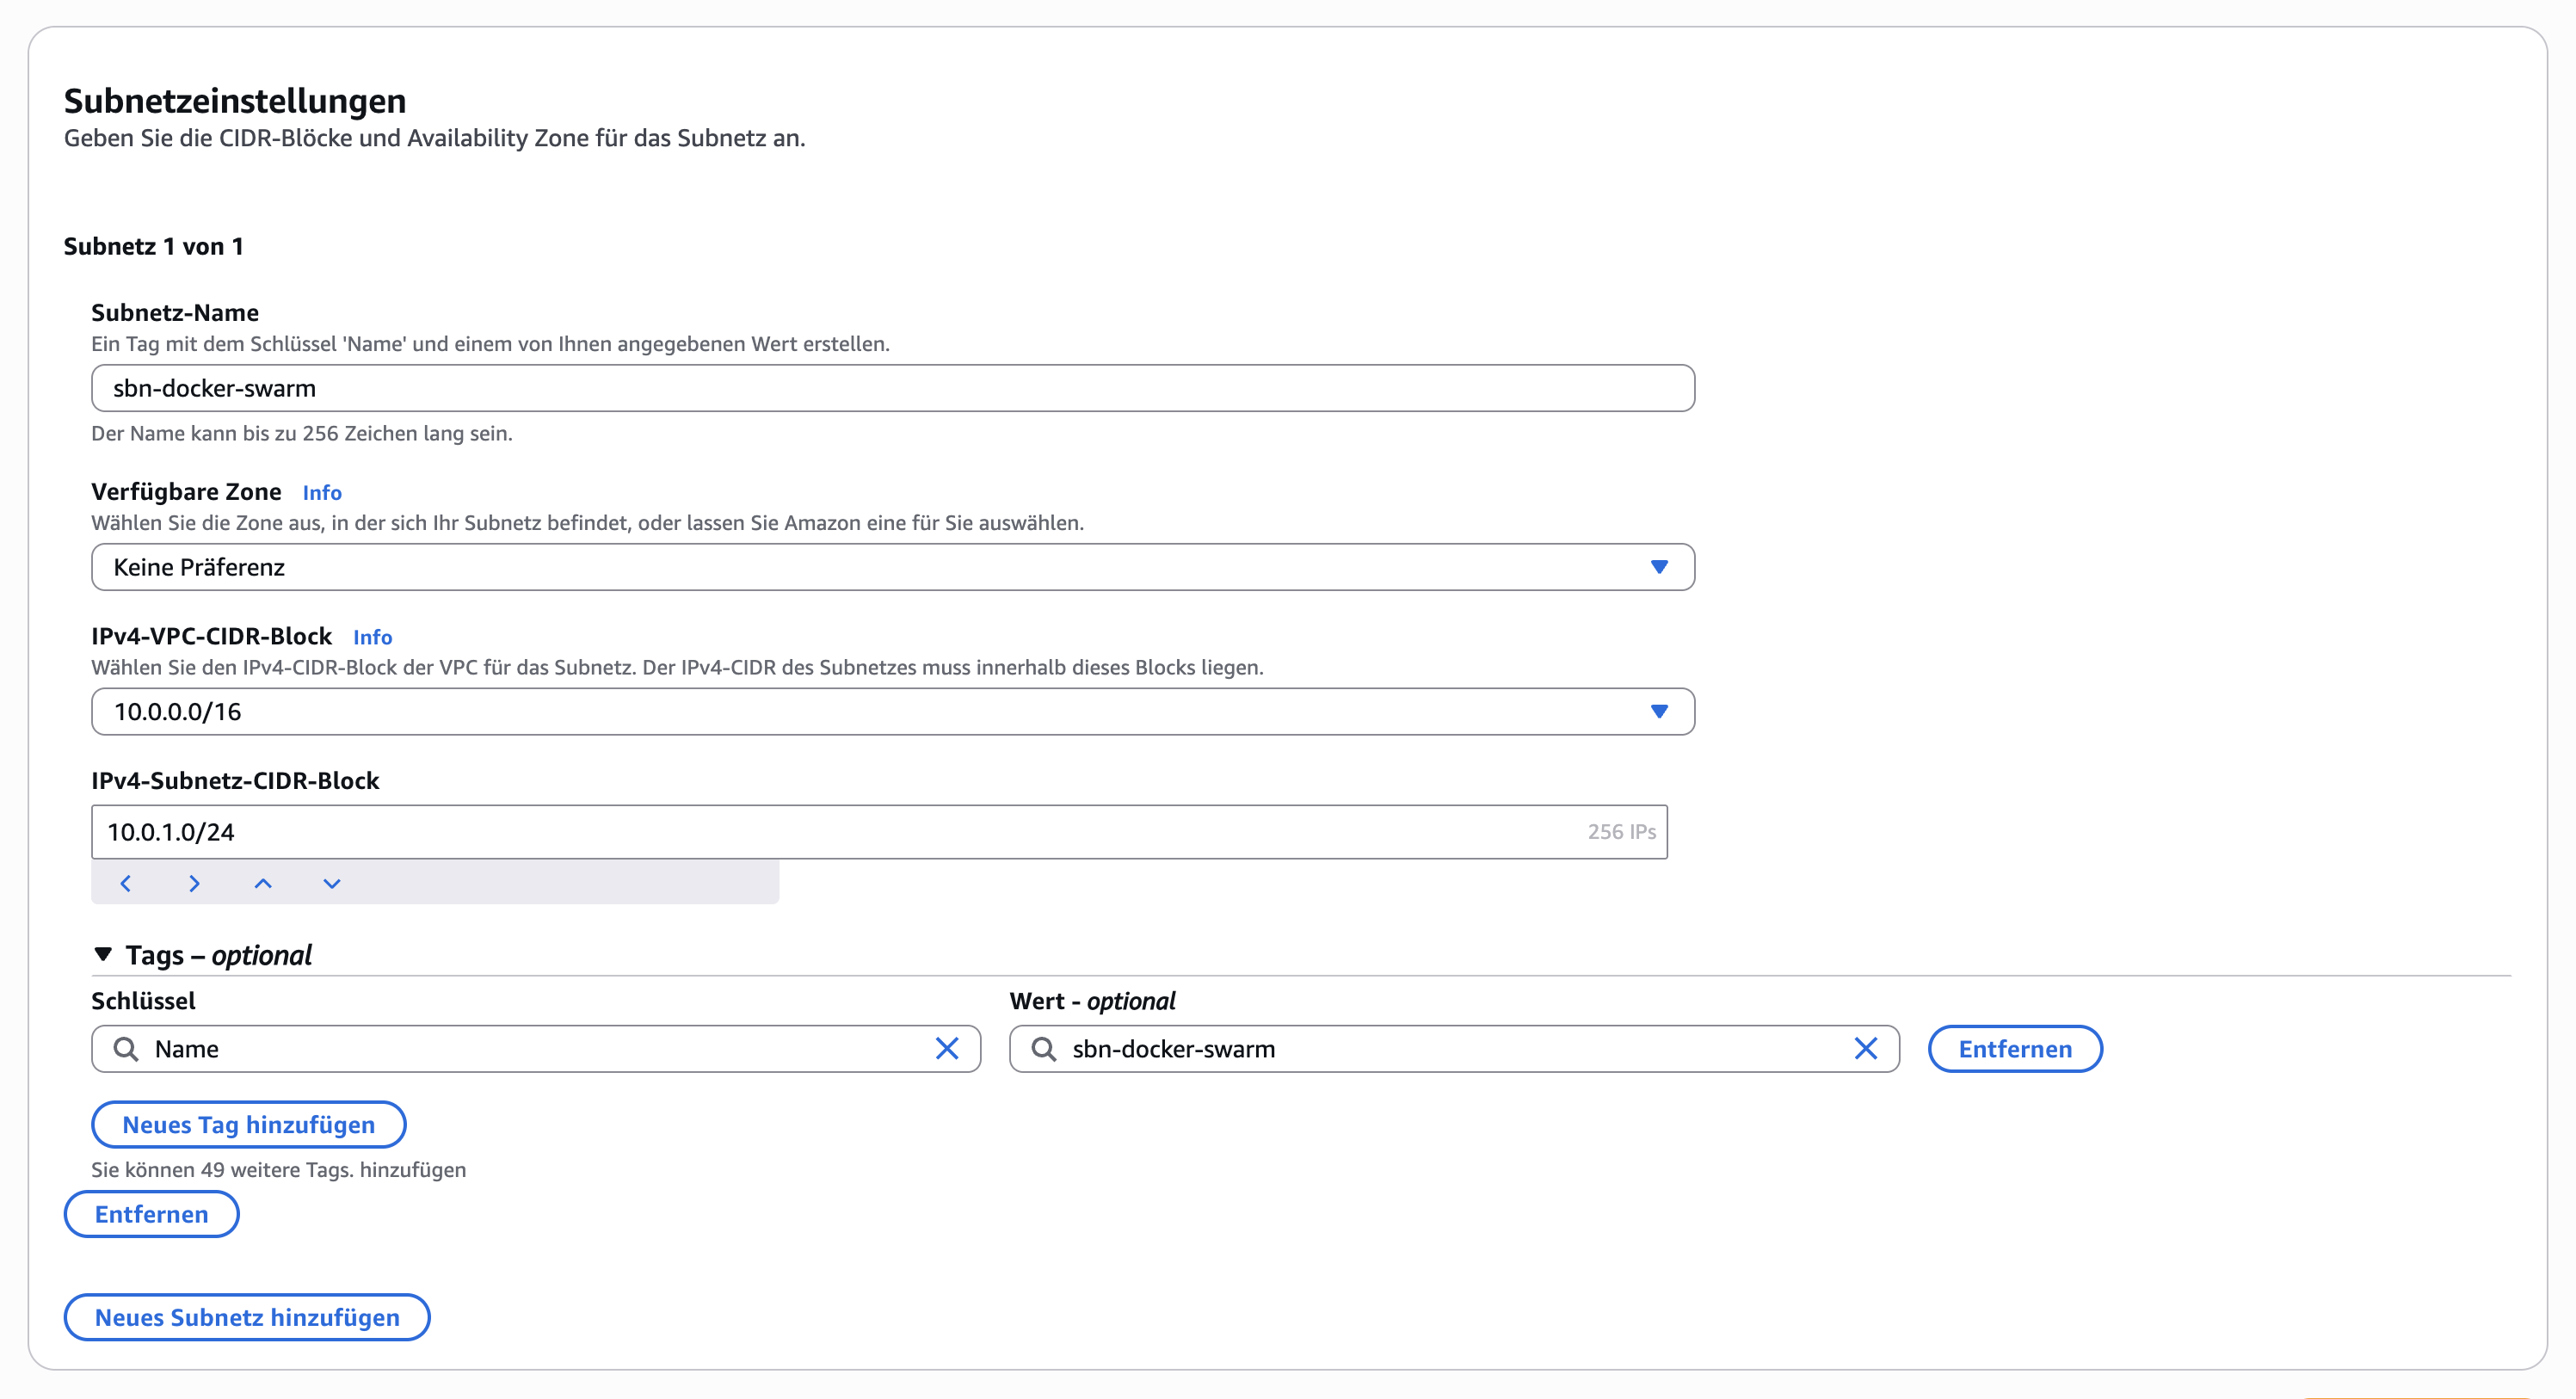 Subnetzeinstellungen
Geben Sie die CIDR-Blöcke und Availability Zone für das Subnetz an.
Subnetz 1 von 1
Subnetz-Name
Ein Tag mit dem Schlüssel 'Name' und einem von Ihnen angegebenen Wert erstellen.
sbn-docker-swarm
Der Name kann bis zu 256 Zeichen lang sein.
Verfügbare Zone Info
Wählen Sie die Zone aus, in der sich Ihr Subnetz befindet, oder lassen Sie Amazon eine für Sie auswählen.
Keine Präferenz
IPv4-VPC-CIDR-Block Info
Wählen Sie den IPv4-CIDR-Block der VPC für das Subnetz. Der IPv4-CIDR des Subnetzes muss innerhalb dieses Blocks liegen.
10.0.0.0/16
IPv4-Subnetz-CIDR-Block
10.0.1.0/24 256 IPs
Tags – optional
Schlüssel Wert - optional
Name sbn-docker-swarm Entfernen
Neues Tag hinzufügen
Sie können 49 weitere Tags. hinzufügen
Entfernen
Neues Subnetz hinzufügen